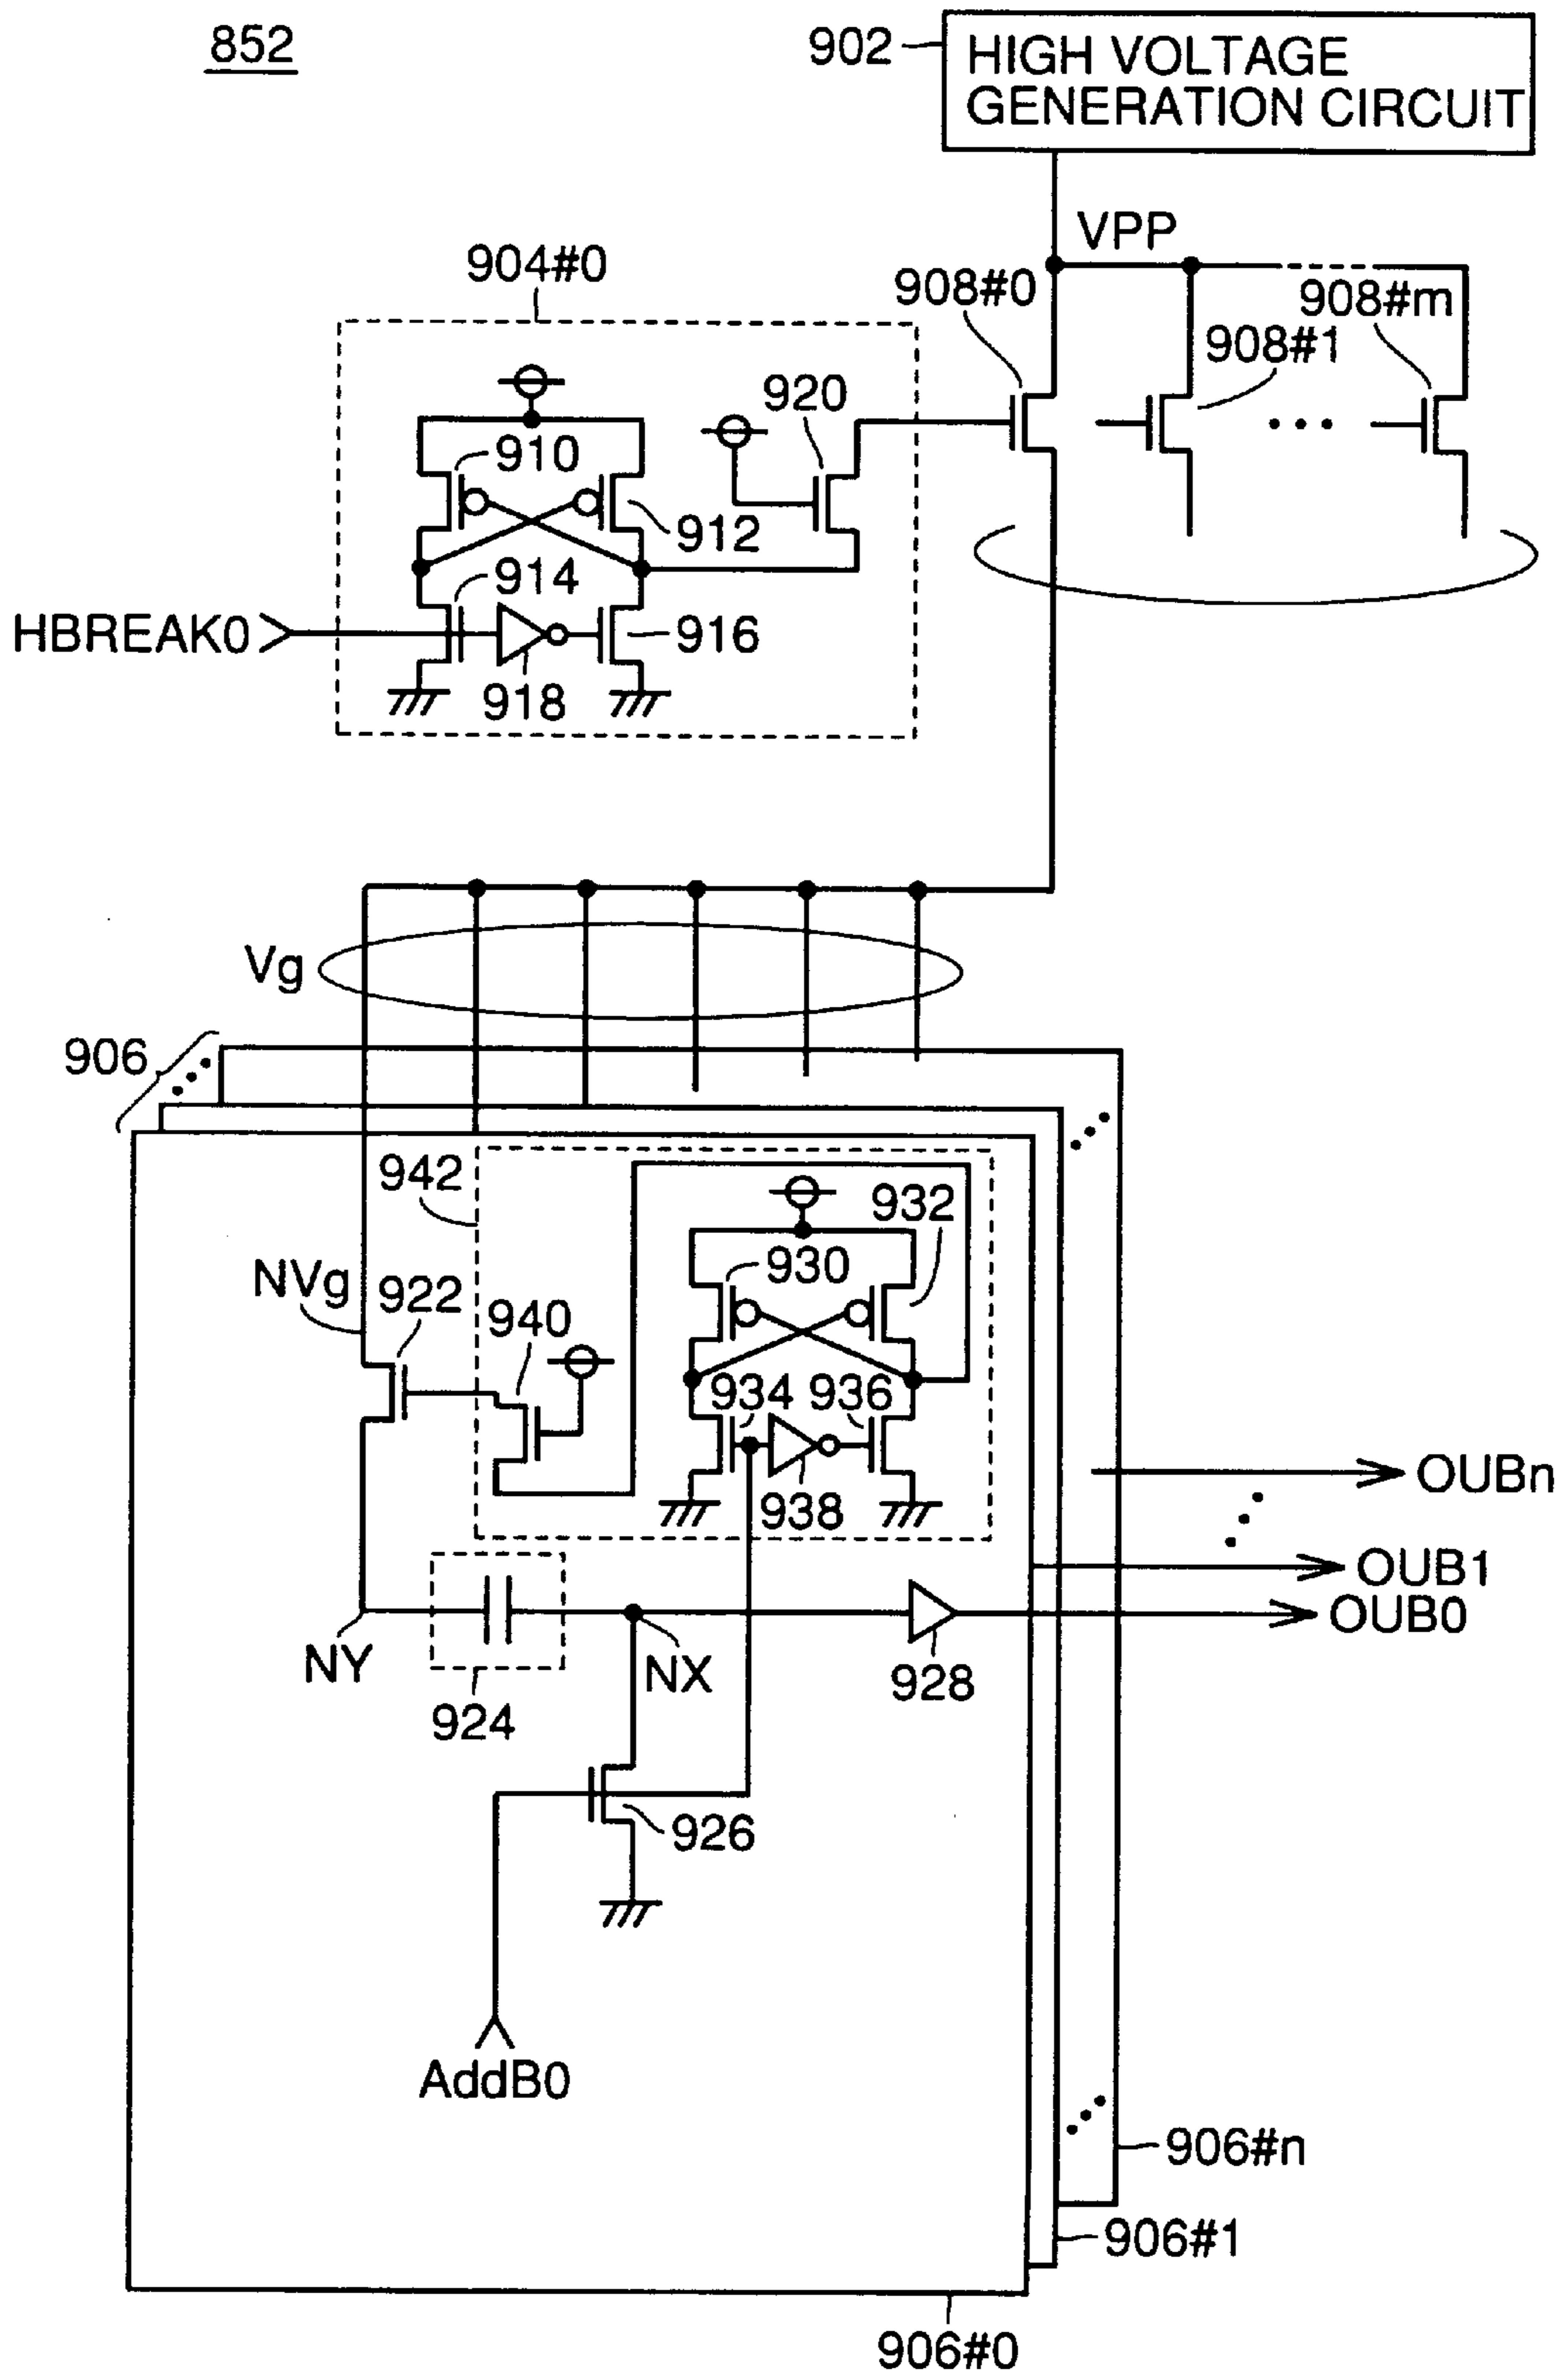 852
902
HIGH VOLTAGE
GENERATION CIRCUIT
VPP
904#0
908#0
908#m
908#1
920
910
912
914
HBREAK0
916
918
Vg
906
942
932
930
NVg
922
940
934
936
938
OUBn
OUB1
OUB0
NY
NX
928
924
926
AddB0
906#n
906#1
906#0